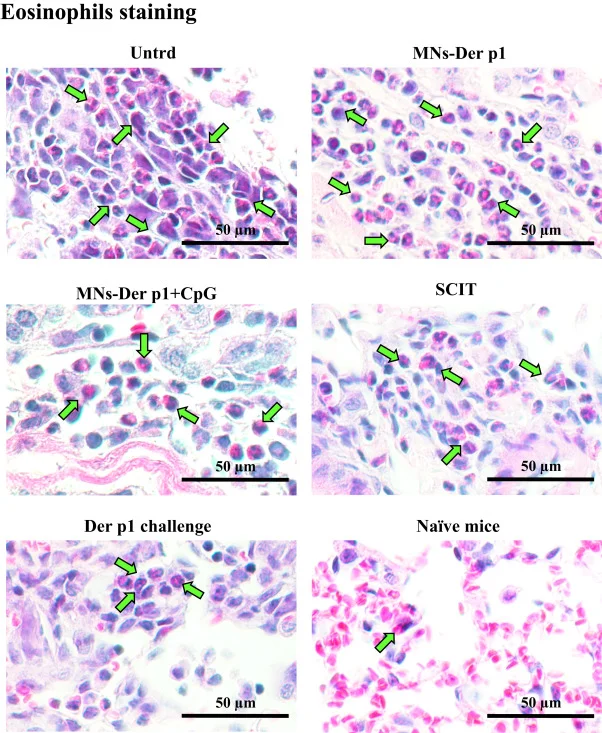 Eosinophils staining
Untrd
MNs-Der p1
50 µm
50 µm
MNs-Der p1+CpG
SCIT
50 µm
50 µm
Der p1 challenge
Naïve mice
50 µm
50 µm